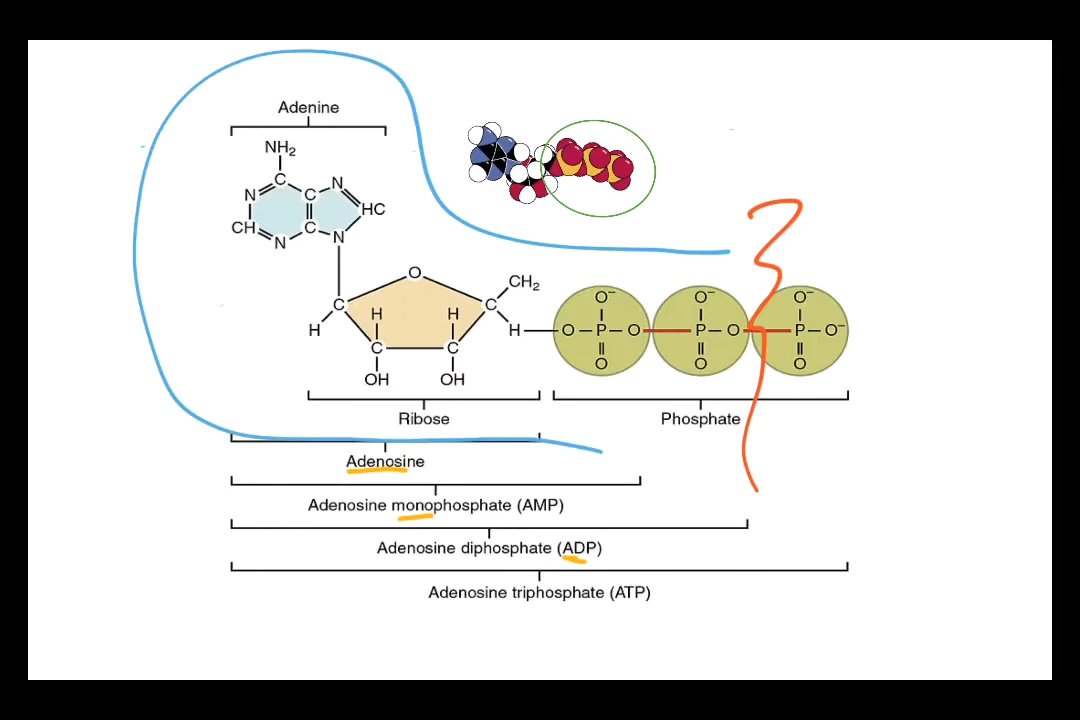 Adenine
NH₂
C
N
C
N
HC
CH
N
C
N
O
CH₂
C
C
H
H
H
H
C
C
OH
OH
O⁻
O⁻
O⁻
O
P
O
P
O
P
O⁻
O
O
O
Ribose
Phosphate
Adenosine
Adenosine monophosphate (AMP)
Adenosine diphosphate (ADP)
Adenosine triphosphate (ATP)